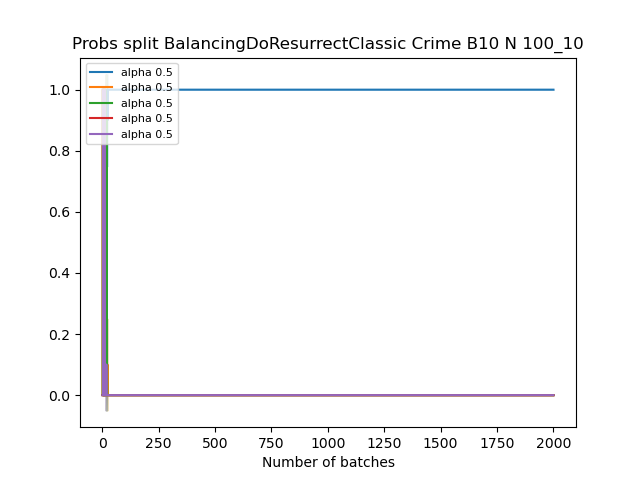 Probs split BalancingDoResurrectClassic Crime B10 N 100_10
alpha 0.5
alpha 0.5
alpha 0.5
alpha 0.5
alpha 0.5
1.0
0.8
0.6
0.4
0.2
0.0
0 250 500 750 1000 1250 1500 1750 2000
Number of batches